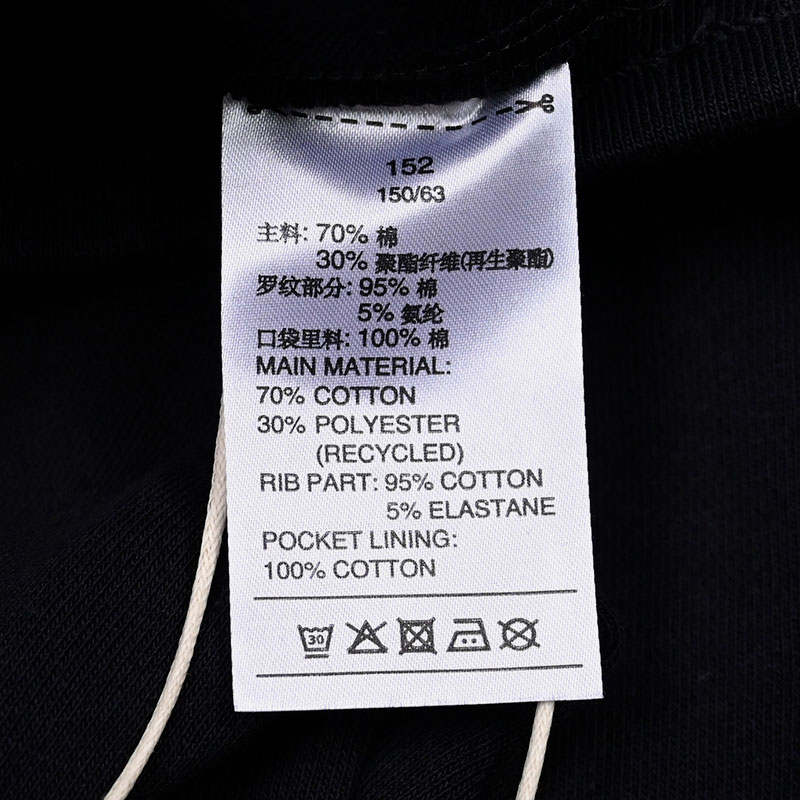 152
150/63
主料: 70% 棉
30% 聚酯纤维(再生聚酯)
罗纹部分: 95% 棉
5% 氨纶
口袋里料: 100% 棉
MAIN MATERIAL:
70% COTTON
30% POLYESTER
(RECYCLED)
RIB PART: 95% COTTON
5% ELASTANE
POCKET LINING:
100% COTTON
30